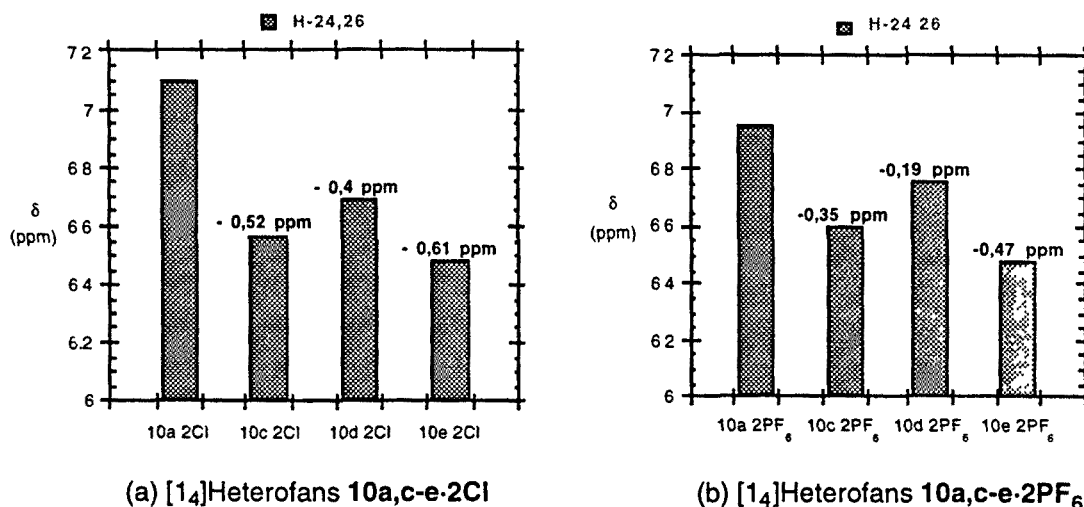 H-24,26
72
7
68
66
64
62
6
δ
(ppm)
- 0,52 ppm
- 0,4 ppm
- 0,61 ppm
10a 2Cl
10c 2Cl
10d 2Cl
10e 2Cl
(a) [1₄]Heterofans 10a,c-e·2Cl
H-24 26
72
7
68
66
64
62
6
δ
(ppm)
-0,35 ppm
-0,19 ppm
-0,47 ppm
10a 2PF₆
10c 2PF₆
10d 2PF₆
10e 2PF₆
(b) [1₄]Heterofans 10a,c-e·2PF₆